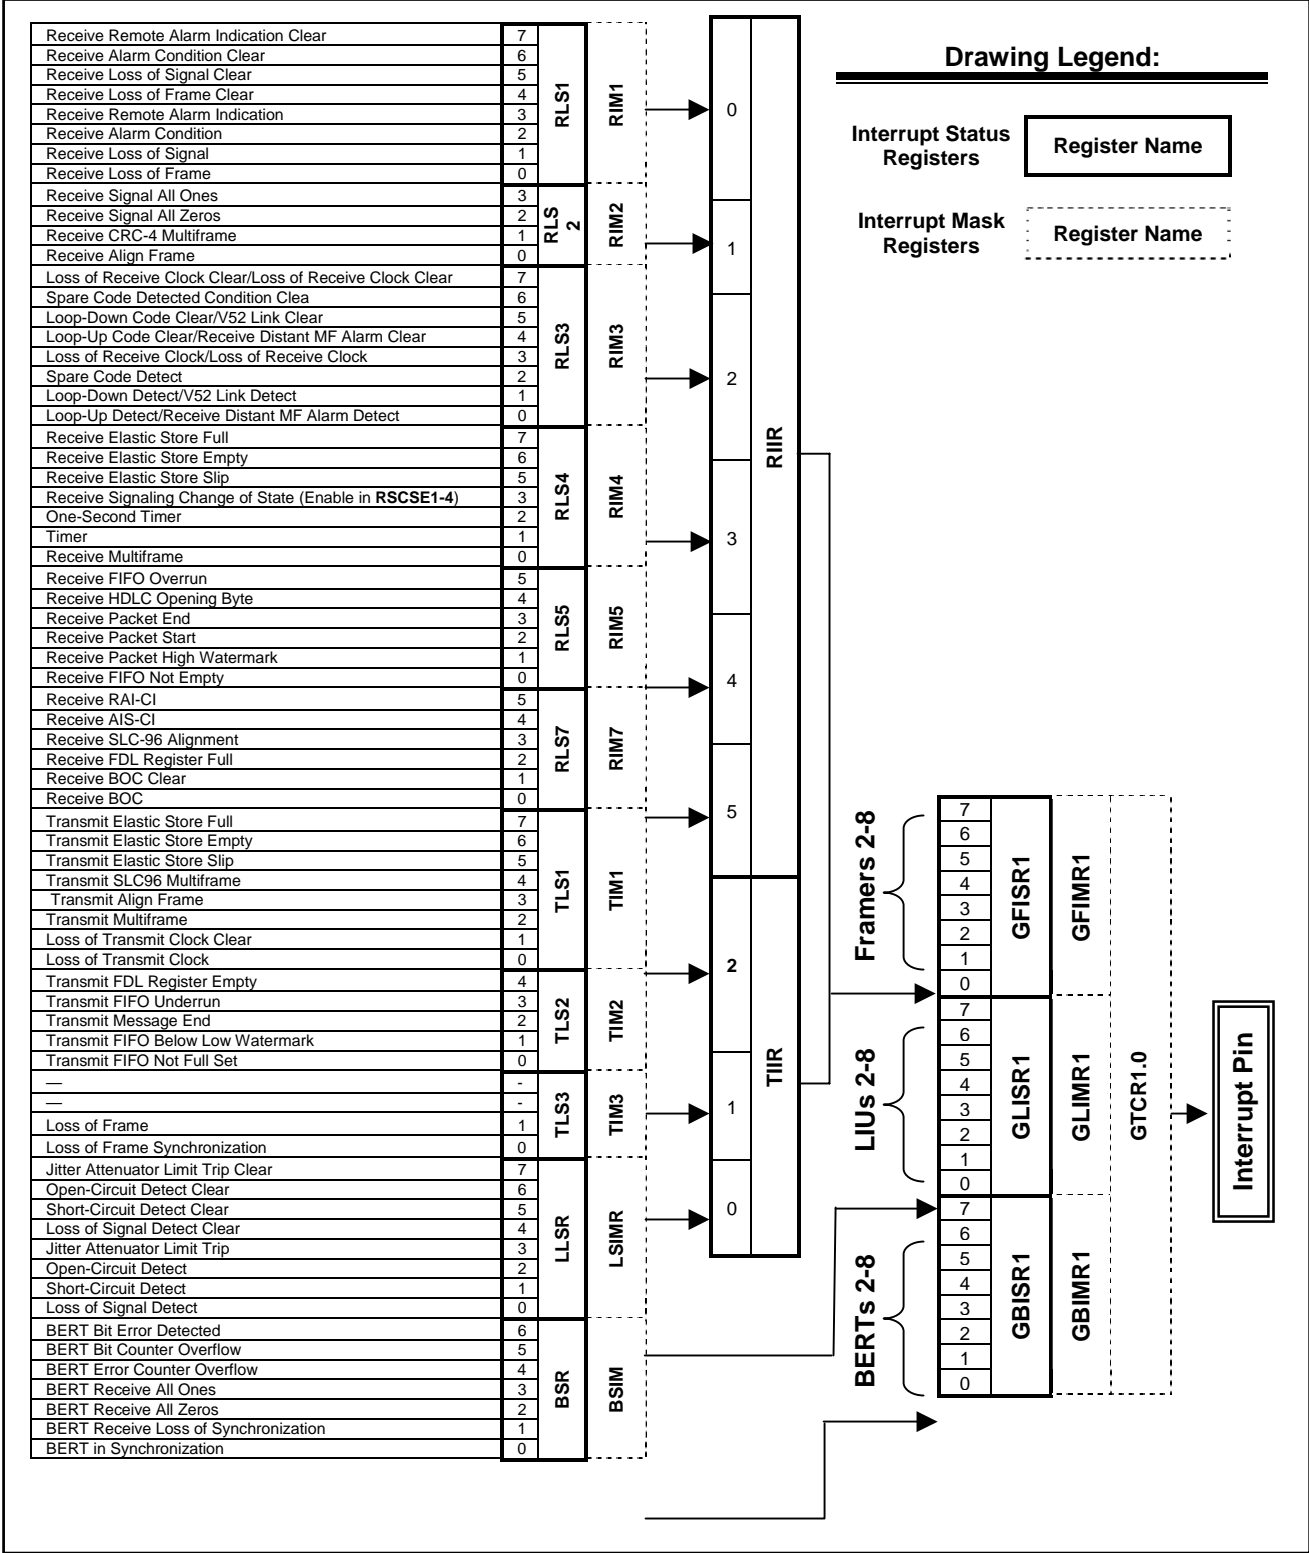 Drawing Legend:
Interrupt Status
Registers
Register Name
Interrupt Mask
Registers
Register Name
Receive Remote Alarm Indication Clear 7
Receive Alarm Condition Clear 6
Receive Loss of Signal Clear 5
Receive Loss of Frame Clear 4
Receive Remote Alarm Indication 3
Receive Alarm Condition 2
Receive Loss of Signal 1
Receive Loss of Frame 0
RLS1
RIM1
Receive Signal All Ones 3
Receive Signal All Zeros 2
Receive CRC-4 Multiframe 1
Receive Align Frame 0
RLS
2
RIM2
Loss of Receive Clock Clear/Loss of Receive Clock Clear 7
Spare Code Detected Condition Clea 6
Loop-Down Code Clear/V52 Link Clear 5
Loop-Up Code Clear/Receive Distant MF Alarm Clear 4
Loss of Receive Clock/Loss of Receive Clock 3
Spare Code Detect 2
Loop-Down Detect/V52 Link Detect 1
Loop-Up Detect/Receive Distant MF Alarm Detect 0
RLS3
RIM3
Receive Elastic Store Full 7
Receive Elastic Store Empty 6
Receive Elastic Store Slip 5
Receive Signaling Change of State (Enable in RSCSE1-4) 3
One-Second Timer 2
Timer 1
Receive Multiframe 0
RLS4
RIM4
Receive FIFO Overrun 5
Receive HDLC Opening Byte 4
Receive Packet End 3
Receive Packet Start 2
Receive Packet High Watermark 1
Receive FIFO Not Empty 0
RLS5
RIM5
Receive RAI-CI 5
Receive AIS-CI 4
Receive SLC-96 Alignment 3
Receive FDL Register Full 2
Receive BOC Clear 1
Receive BOC 0
RLS7
RIM7
Transmit Elastic Store Full 7
Transmit Elastic Store Empty 6
Transmit Elastic Store Slip 5
Transmit SLC96 Multiframe 4
Transmit Align Frame 3
Transmit Multiframe 2
Loss of Transmit Clock Clear 1
Loss of Transmit Clock 0
TLS1
TIM1
Transmit FDL Register Empty 4
Transmit FIFO Underrun 3
Transmit Message End 2
Transmit FIFO Below Low Watermark 1
Transmit FIFO Not Full Set 0
TLS2
TIM2
— -
— -
Loss of Frame 1
Loss of Frame Synchronization 0
TLS3
TIM3
Jitter Attenuator Limit Trip Clear 7
Open-Circuit Detect Clear 6
Short-Circuit Detect Clear 5
Loss of Signal Detect Clear 4
Jitter Attenuator Limit Trip 3
Open-Circuit Detect 2
Short-Circuit Detect 1
Loss of Signal Detect 0
LLSR
LSIMR
BERT Bit Error Detected 6
BERT Bit Counter Overflow 5
BERT Error Counter Overflow 4
BERT Receive All Ones 3
BERT Receive All Zeros 2
BERT Receive Loss of Synchronization 1
BERT in Synchronization 0
BSR
BSIM
0
1
2
3
4
5
RIIR
2
1
0
TIIR
Framers 2-8
7
6
5
4
3
2
1
0
GFISR1
GFIMR1
LIUs 2-8
7
6
5
4
3
2
1
0
GLISR1
GLIMR1
BERTs 2-8
7
6
5
4
3
2
1
0
GBISR1
GBIMR1
GTCR1.0
Interrupt Pin